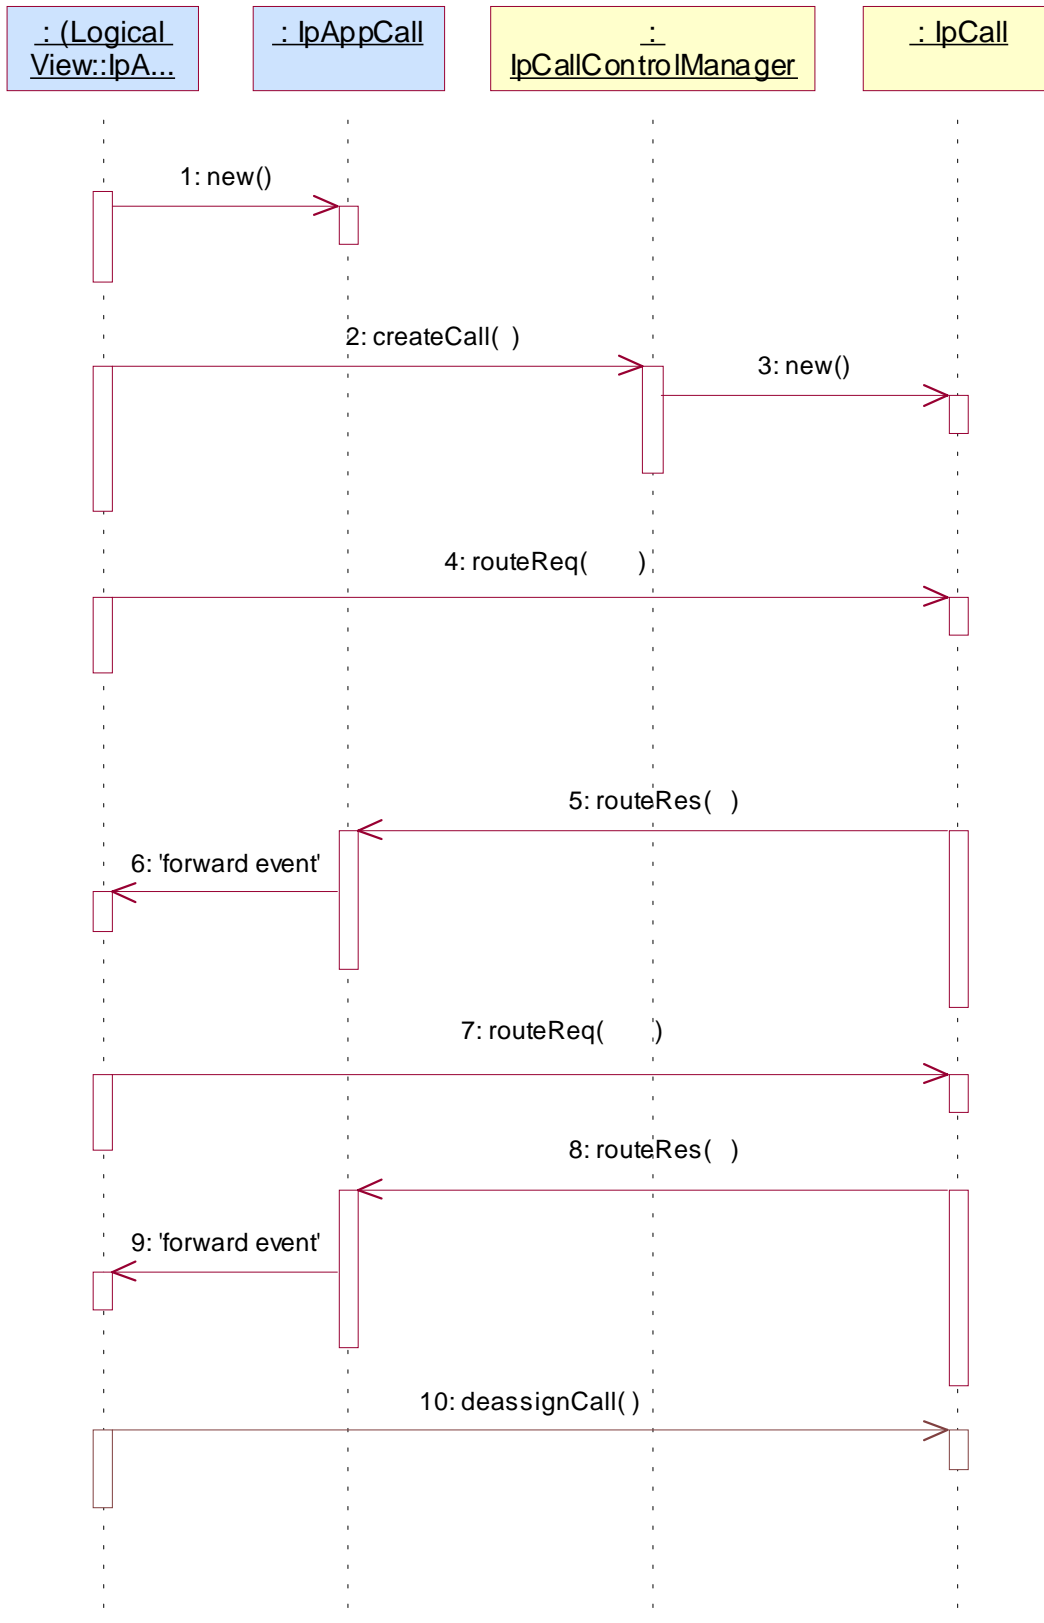 : (Logical
View::IpA...
: IpAppCall
:
IpCallControlManager
: IpCall
1: new()
2: createCall( )
3: new()
4: routeReq( )
5: routeRes( )
6: 'forward event'
7: routeReq( )
8: routeRes( )
9: 'forward event'
10: deassignCall( )